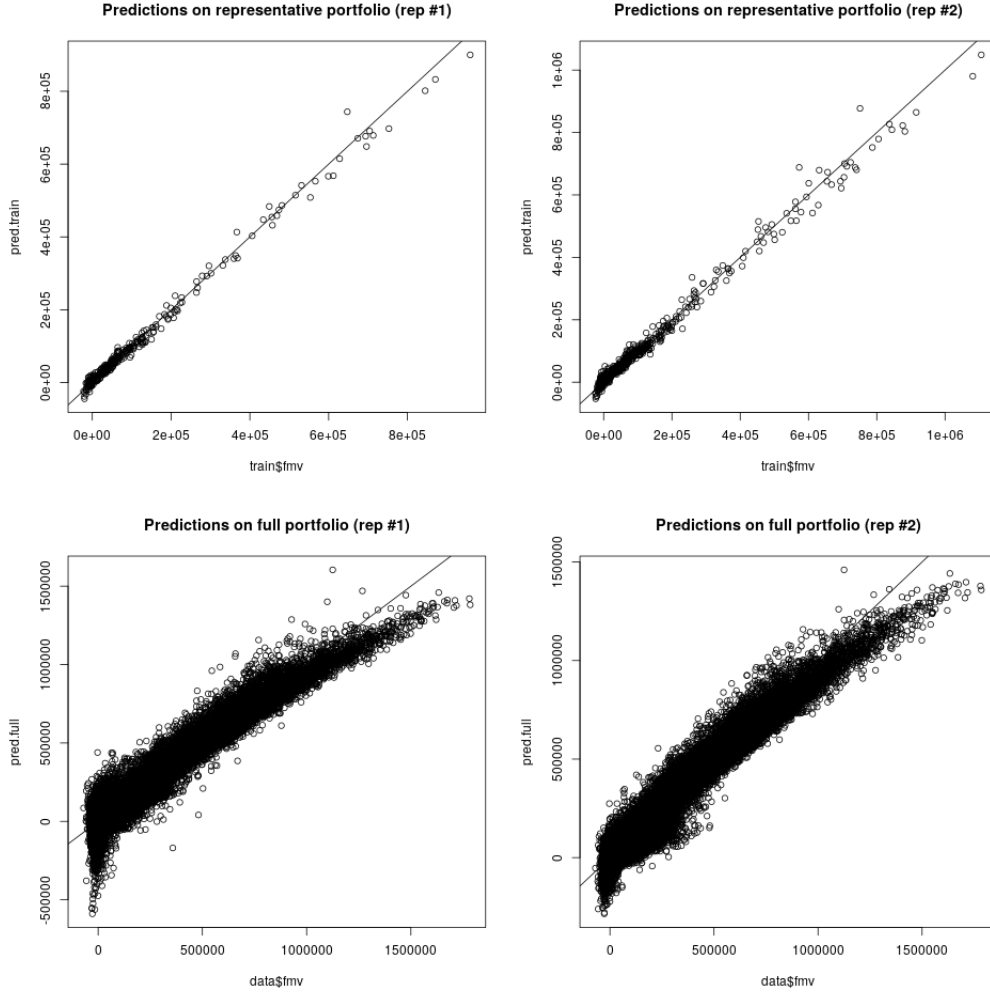 Predictions on representative portfolio (rep #1)
pred.train
0e+00 2e+05 4e+05 6e+05 8e+05
0e+00 2e+05 4e+05 6e+05 8e+05
train$fmv
Predictions on representative portfolio (rep #2)
pred.train
0e+00 2e+05 4e+05 6e+05 8e+05 1e+06
0e+00 2e+05 4e+05 6e+05 8e+05 1e+06
train$fmv
Predictions on full portfolio (rep #1)
pred.full
-500000 0 500000 1000000 1500000
0 500000 1000000 1500000
data$fmv
Predictions on full portfolio (rep #2)
pred.full
0 500000 1000000 1500000
0 500000 1000000 1500000
data$fmv